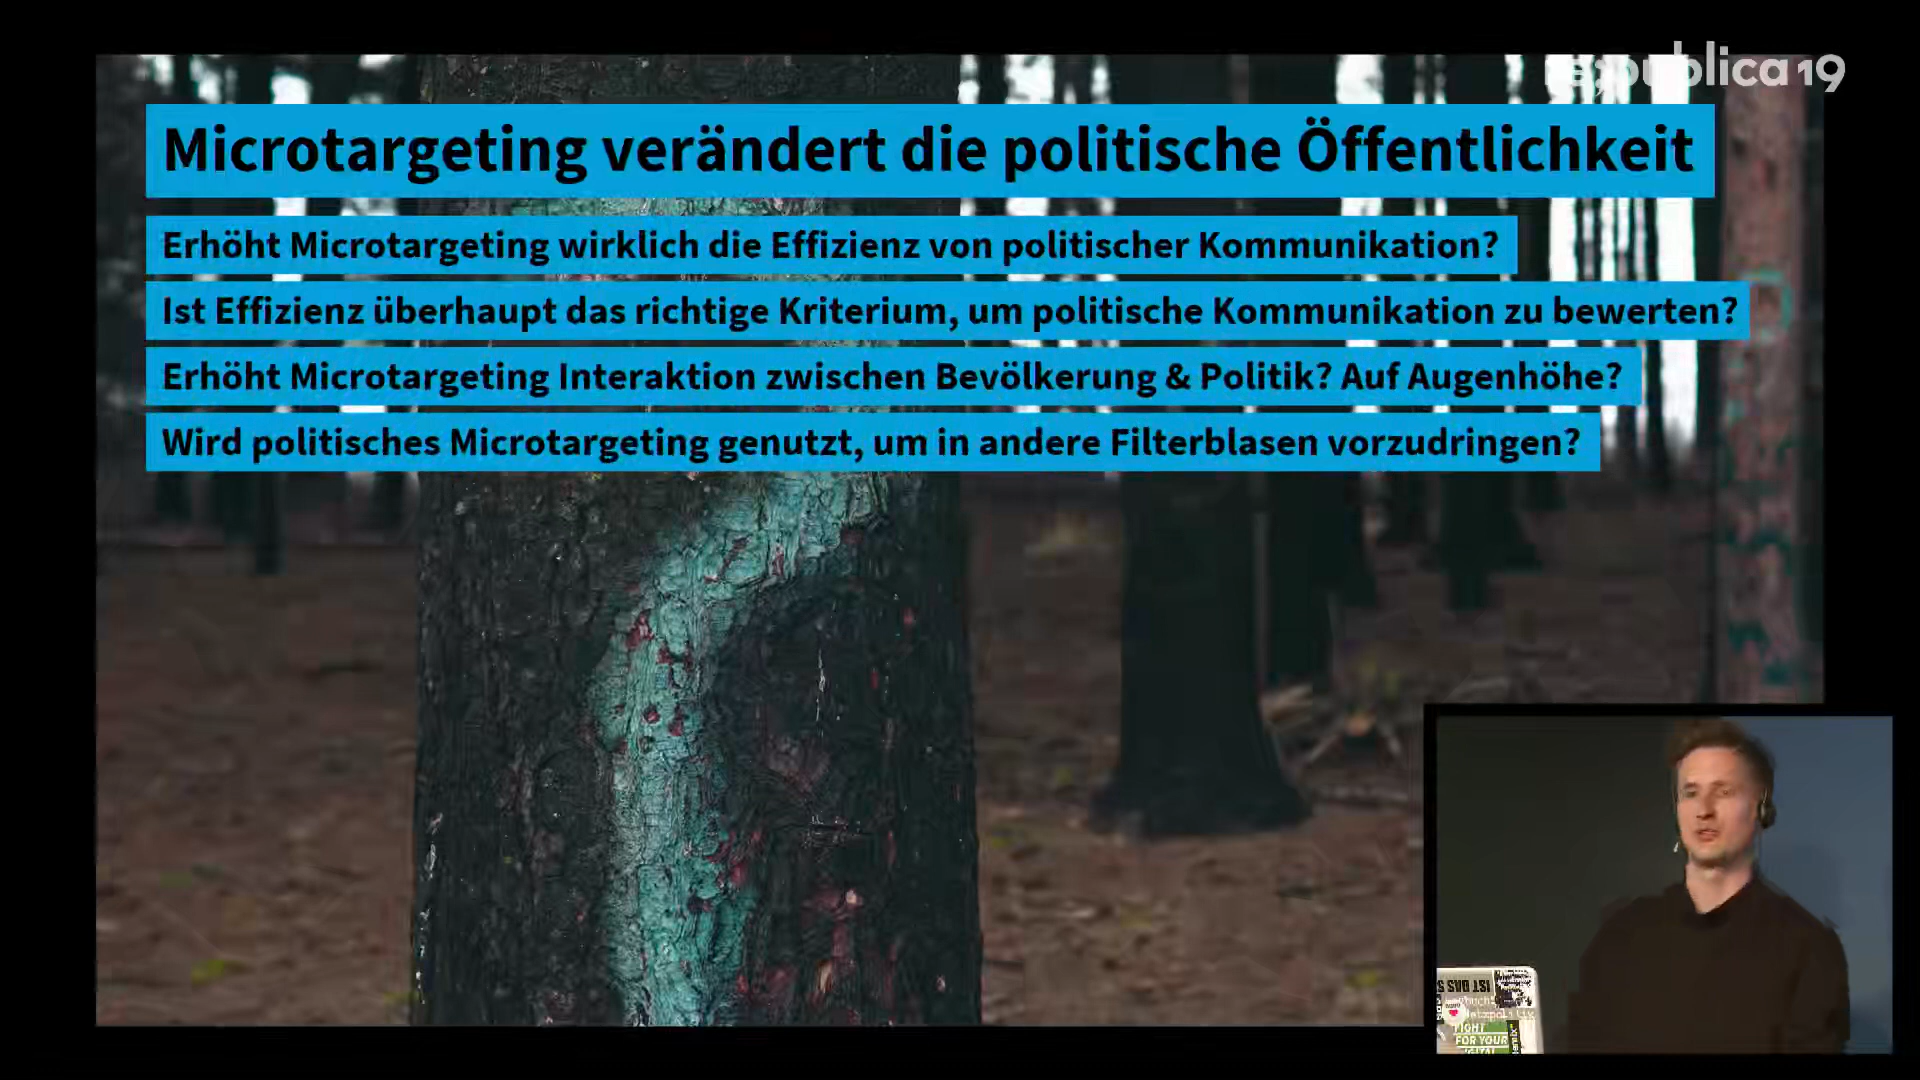 re;publica19
Microtargeting verändert die politische Öffentlichkeit
Erhöht Microtargeting wirklich die Effizienz von politischer Kommunikation?
Ist Effizienz überhaupt das richtige Kriterium, um politische Kommunikation zu bewerten?
Erhöht Microtargeting Interaktion zwischen Bevölkerung & Politik? Auf Augenhöhe?
Wird politisches Microtargeting genutzt, um in andere Filterblasen vorzudringen?
IST DAS
FIGHT
FOR YOUR